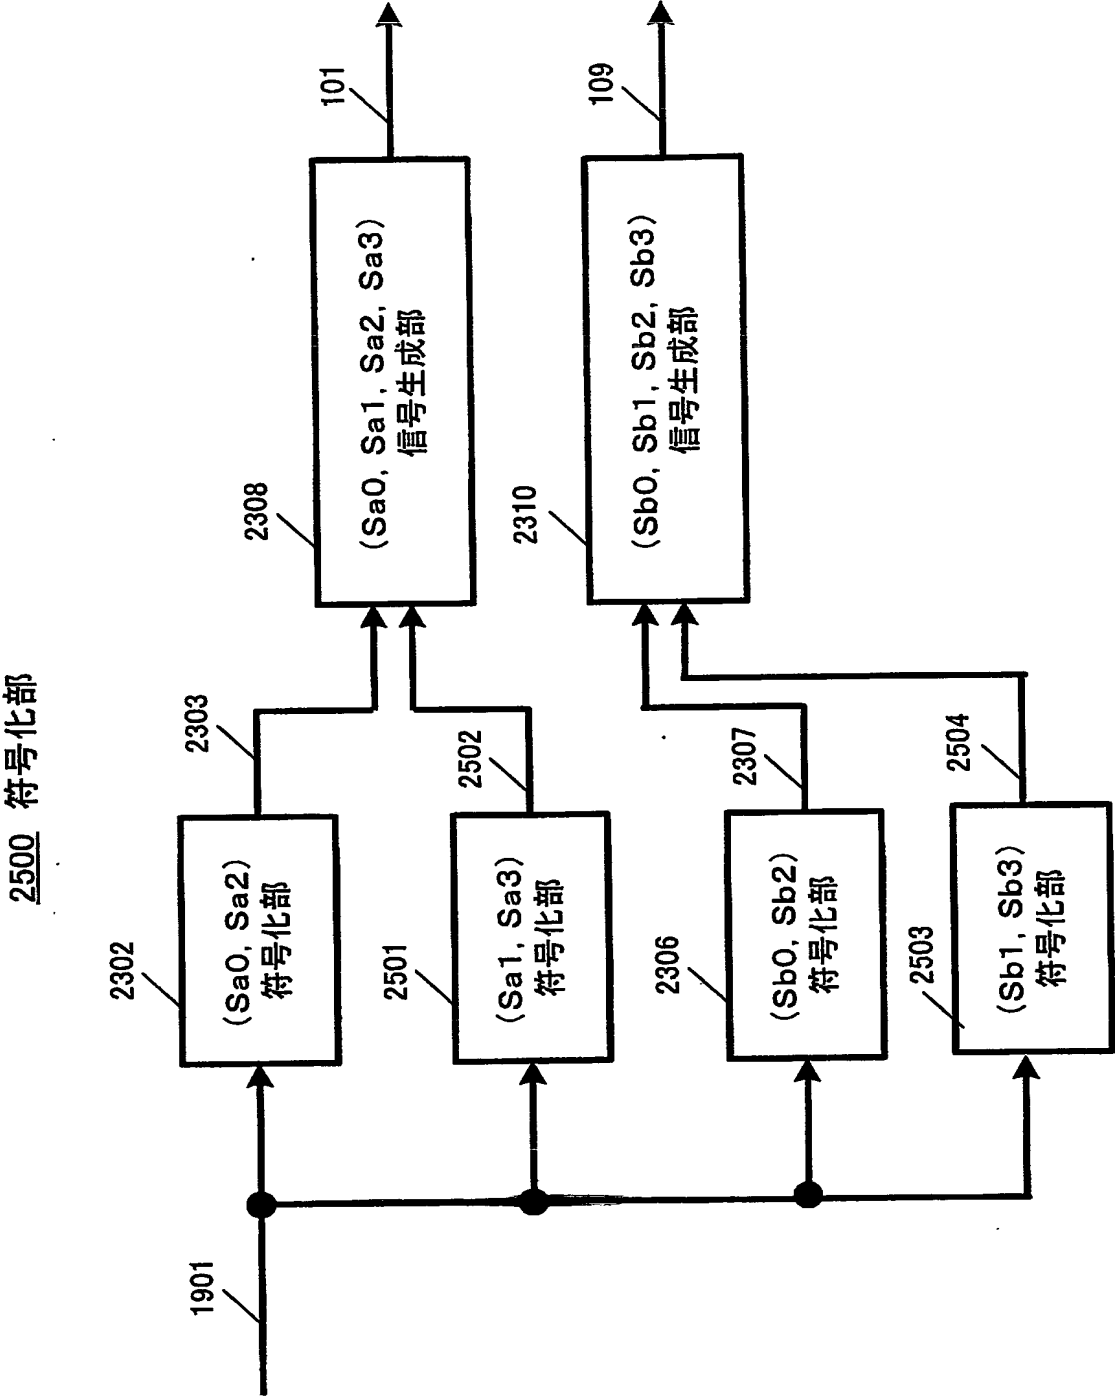 2500 符号化部
1901
2302
(Sa0, Sa2)
符号化部
2303
2501
(Sa1, Sa3)
符号化部
2502
2306
(Sb0, Sb2)
符号化部
2307
2503
(Sb1, Sb3)
符号化部
2504
2308
(Sa0, Sa1, Sa2, Sa3)
信号生成部
101
2310
(Sb0, Sb1, Sb2, Sb3)
信号生成部
109